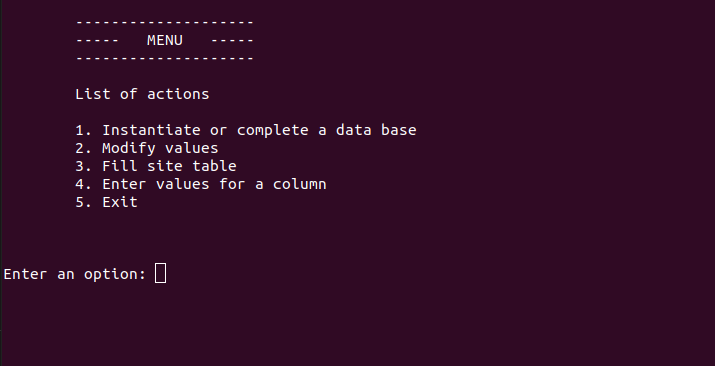 --------------------
-----   MENU   -----
--------------------
List of actions
1. Instantiate or complete a data base
2. Modify values
3. Fill site table
4. Enter values for a column
5. Exit
Enter an option: